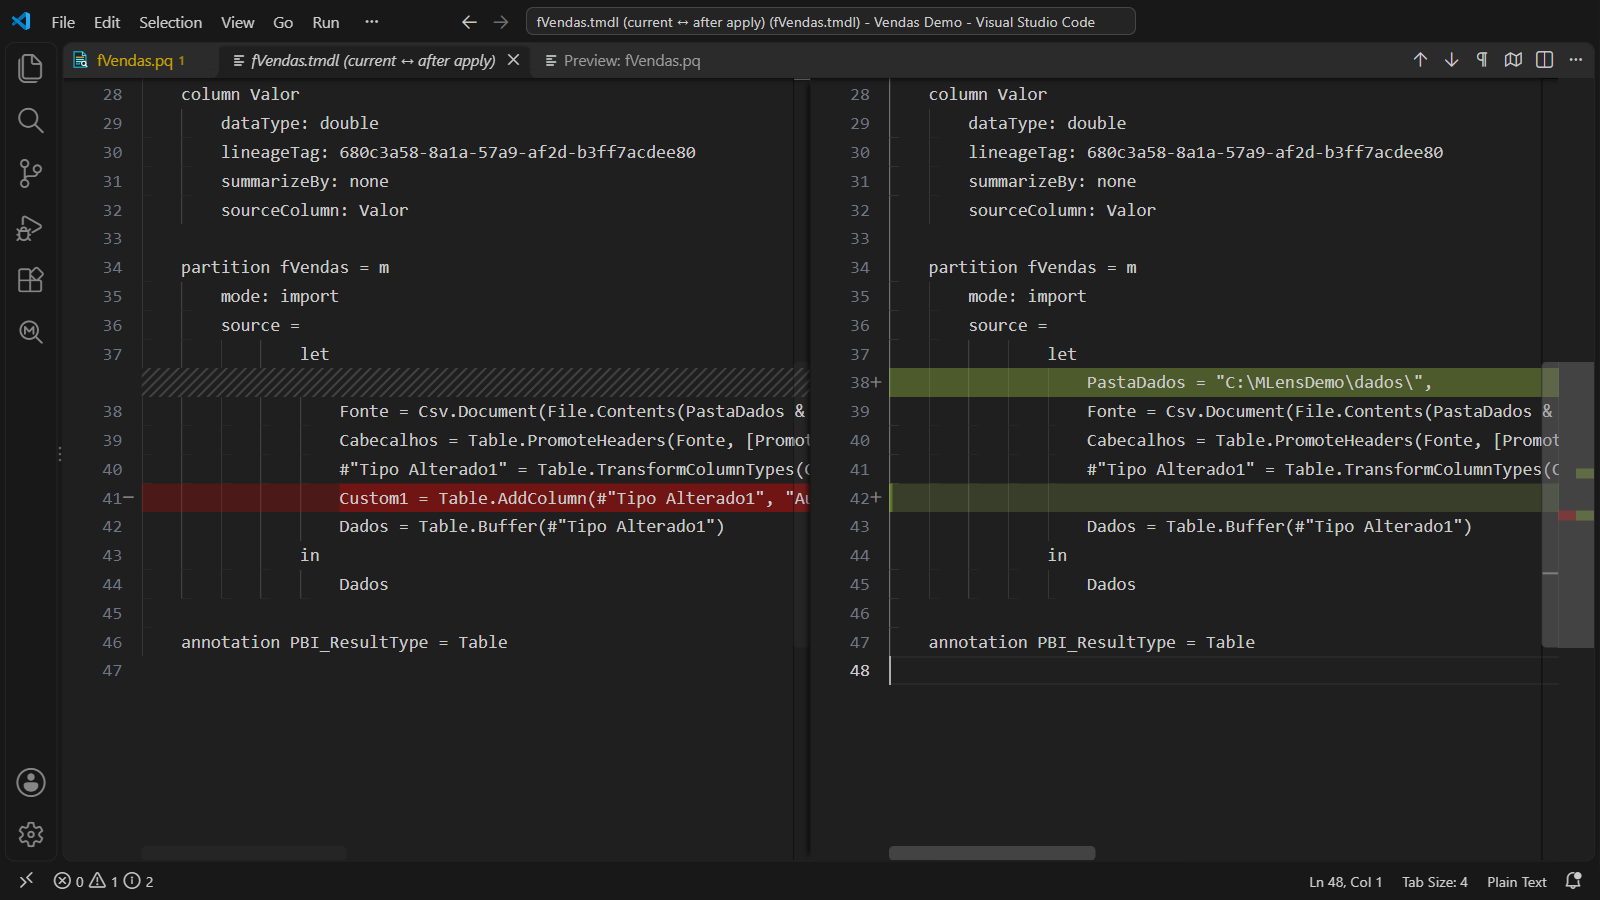 File Edit Selection View Go Run ···
fVendas.tmdl (current ↔ after apply) (fVendas.tmdl) - Vendas Demo - Visual Studio Code
fVendas.pq 1
fVendas.tmdl (current ↔ after apply)
Preview: fVendas.pq
28 column Valor
29 dataType: double
30 lineageTag: 680c3a58-8a1a-57a9-af2d-b3ff7acdee80
31 summarizeBy: none
32 sourceColumn: Valor
33
34 partition fVendas = m
35 mode: import
36 source =
37 let
38 Fonte = Csv.Document(File.Contents(PastaDados &
39 Cabecalhos = Table.PromoteHeaders(Fonte, [Promot
40 #"Tipo Alterado1" = Table.TransformColumnTypes(C
41− Custom1 = Table.AddColumn(#"Tipo Alterado1", "Au
42 Dados = Table.Buffer(#"Tipo Alterado1")
43 in
44 Dados
45
46 annotation PBI_ResultType = Table
47
28 column Valor
29 dataType: double
30 lineageTag: 680c3a58-8a1a-57a9-af2d-b3ff7acdee80
31 summarizeBy: none
32 sourceColumn: Valor
33
34 partition fVendas = m
35 mode: import
36 source =
37 let
38+ PastaDados = "C:\MLensDemo\dados\",
39 Fonte = Csv.Document(File.Contents(PastaDados &
40 Cabecalhos = Table.PromoteHeaders(Fonte, [Promot
41 #"Tipo Alterado1" = Table.TransformColumnTypes(C
42+
43 Dados = Table.Buffer(#"Tipo Alterado1")
44 in
45 Dados
46
47 annotation PBI_ResultType = Table
48
0 1 2
Ln 48, Col 1 Tab Size: 4 Plain Text